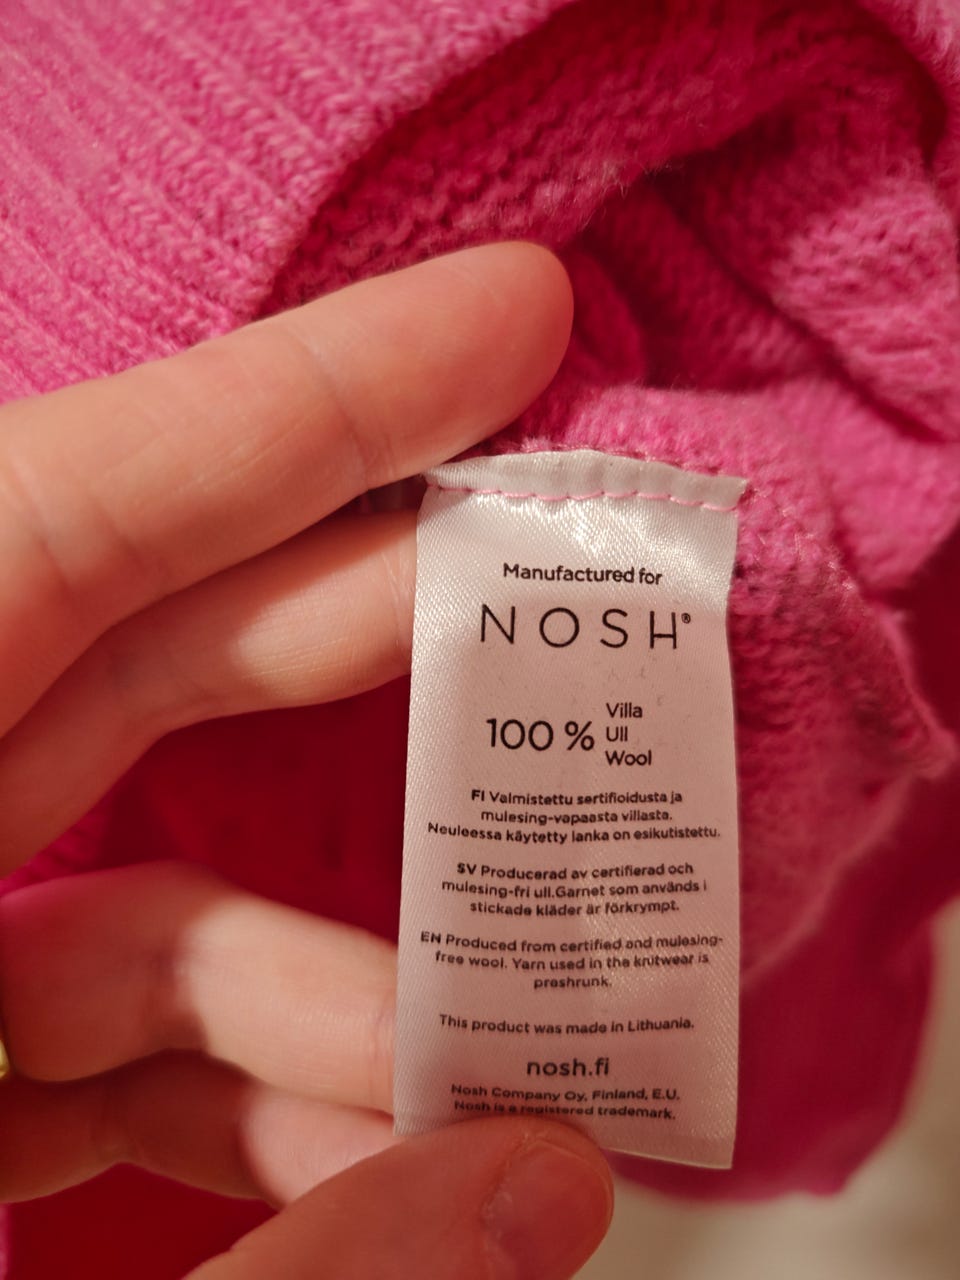 Manufactured for
NOSH®
100 % Villa
Ull
Wool
FI Valmistettu sertifioidusta ja
mulesing-vapaasta villasta.
Neuleessa käytetty lanka on esikutistettu.
SV Producerad av certifierad och
mulesing-fri ull.Garnet som används i
stickade kläder är förkrympt.
EN Produced from certified and mulesing-
free wool. Yarn used in the knitwear is
preshrunk.
This product was made in Lithuania.
nosh.fi
Nosh Company Oy, Finland, E.U.
Nosh is a registered trademark.